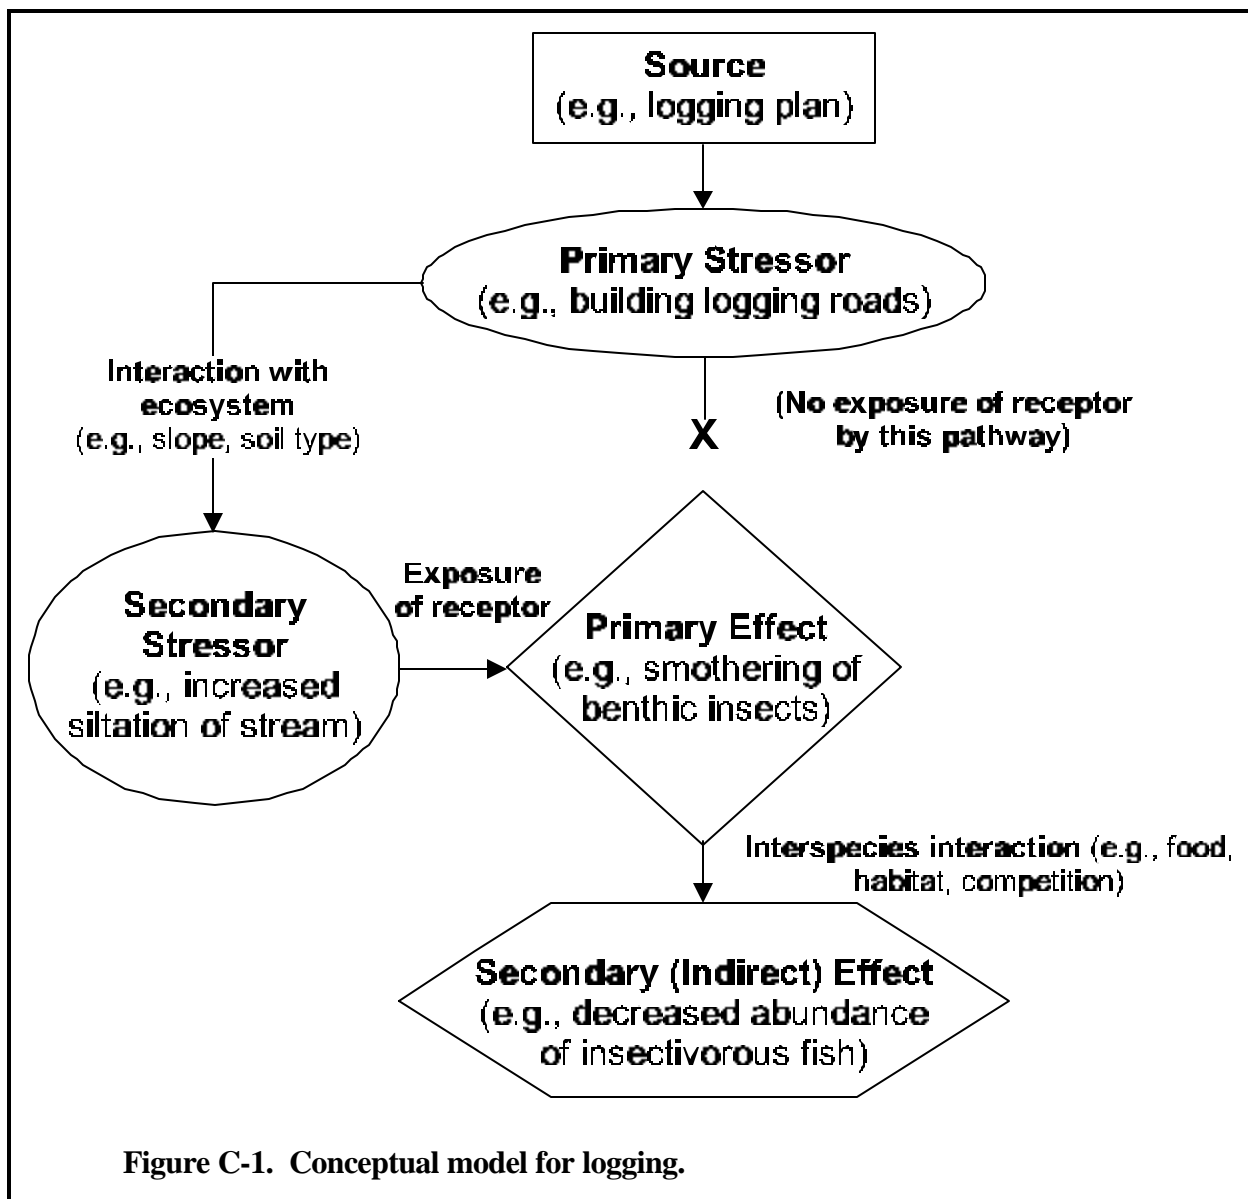 Source
(e.g., logging plan)
Primary Stressor
(e.g., building logging roads)
Interaction with
ecosystem
(e.g., slope, soil type)
(No exposure of receptor
by this pathway)
X
Secondary
Stressor
(e.g., increased
siltation of stream)
Exposure
of receptor
Primary Effect
(e.g., smothering of
benthic insects)
Interspecies interaction (e.g., food,
habitat, competition)
Secondary (Indirect) Effect
(e.g., decreased abundance
of insectivorous fish)
Figure C-1. Conceptual model for logging.